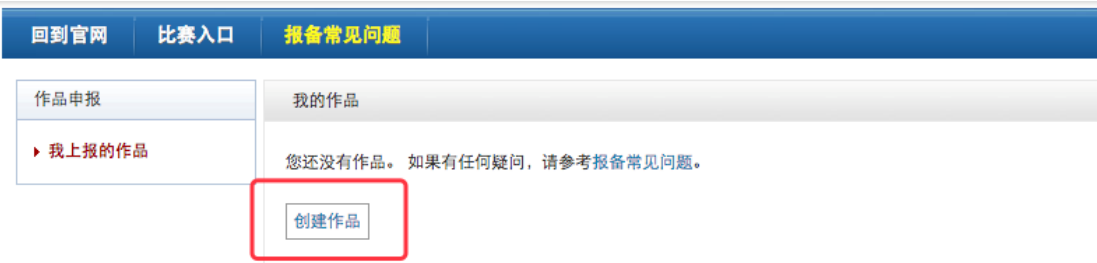 回到官网 比赛入口 报备常见问题
作品申报
我的作品
我上报的作品
您还没有作品。 如果有任何疑问，请参考报备常见问题。
创建作品